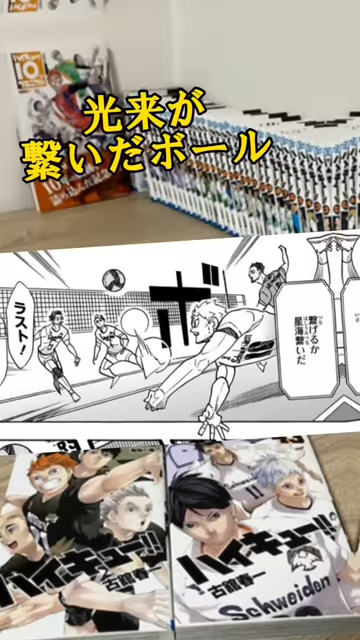 光来が
繋いだボール
ラスト!
ボ
繋げるか
星海繋いだ
ハイキュー!!
古舘春一
Schweiden
ハイキュー!!
古舘春一
Schweiden